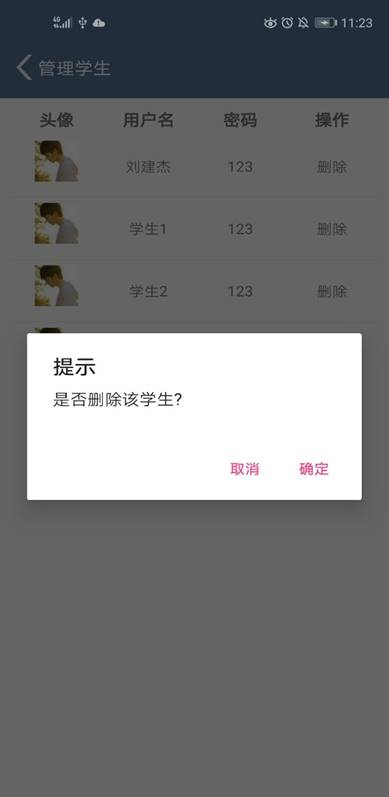 4G 11:23
管理学生
头像 用户名 密码 操作
刘建杰 123 删除
学生1 123 删除
学生2 123 删除
提示
是否删除该学生?
取消 确定